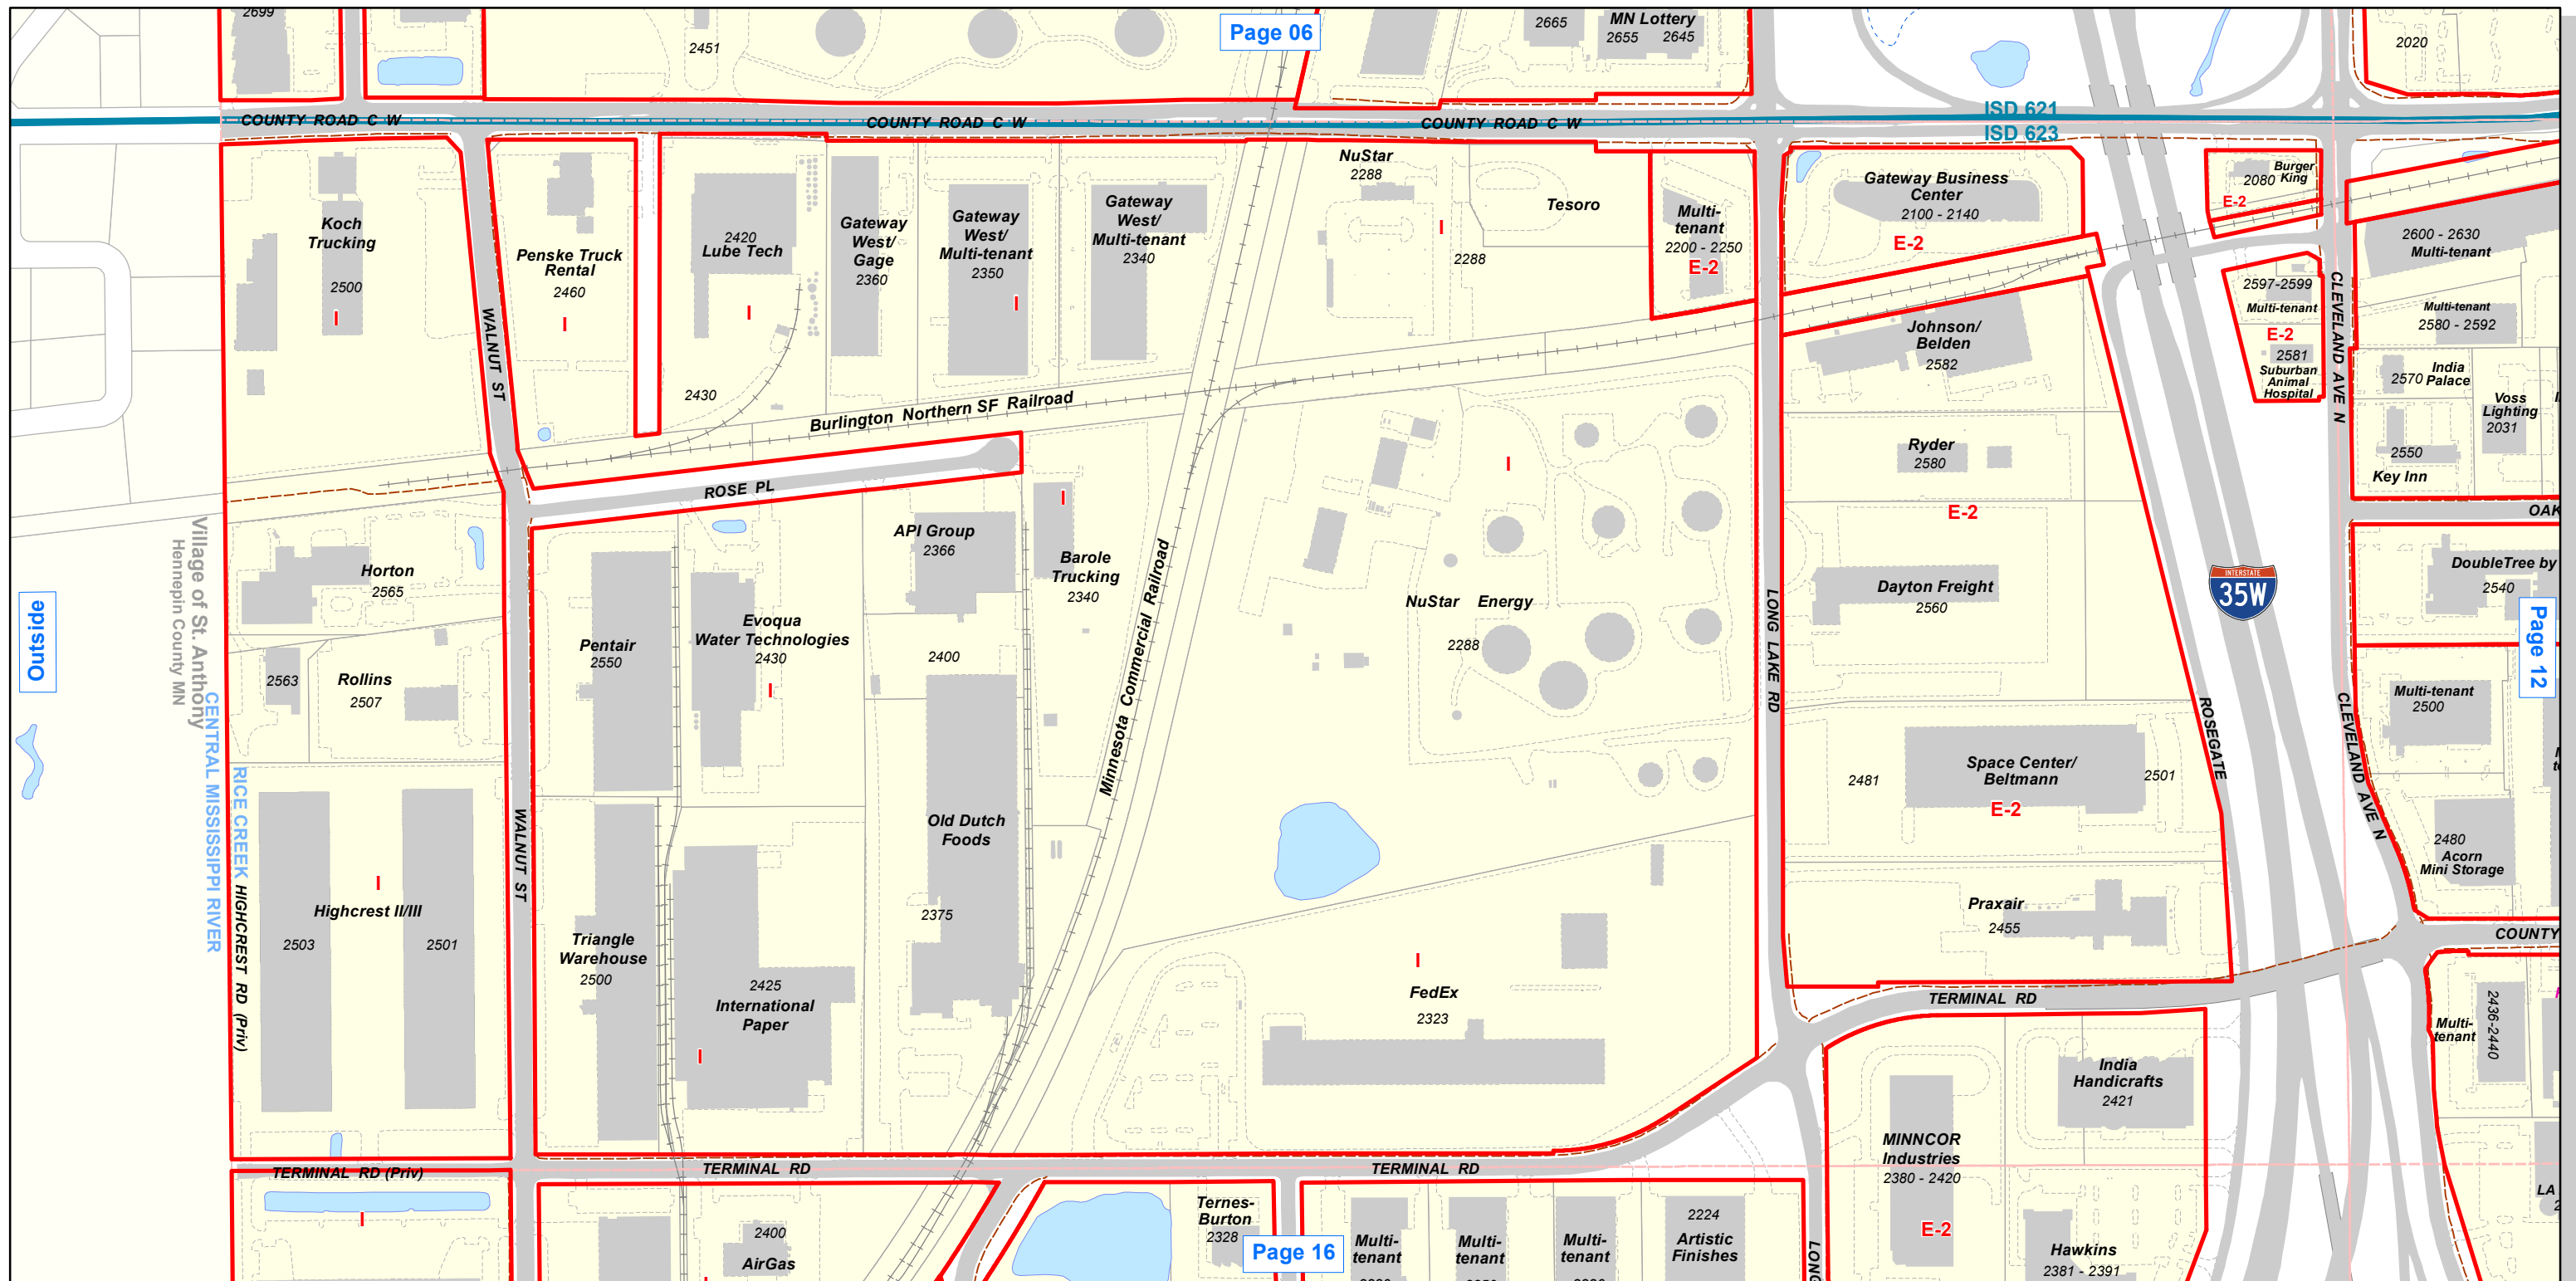 2699
2451
Page 06
2665
MN Lottery
2655 2645
2020
COUNTY ROAD C W
COUNTY ROAD C W
COUNTY ROAD C W
ISD 621
ISD 623
Koch
Trucking
2500
I
WALNUT ST
Penske Truck
Rental
2460
I
2420
Lube Tech
I
2430
Gateway
West/
Gage
2360
Gateway
West/
Multi-tenant
2350
I
Gateway
West/
Multi-tenant
2340
NuStar
2288
I
2288
Tesoro
Multi-
tenant
2200 - 2250
E-2
Gateway Business
Center
2100 - 2140
E-2
Burger
King
2080
E-2
2600 - 2630
Multi-tenant
2597-2599
Multi-tenant
E-2
2581
Suburban
Animal
Hospital
CLEVELAND AVE N
Multi-tenant
2580 - 2592
India
Palace
2570
Voss
Lighting
2031
2550
Key Inn
OAK
Johnson/
Belden
2582
Burlington Northern SF Railroad
ROSE PL
Ryder
2580
E-2
Dayton Freight
2560
INTERSTATE
35W
DoubleTree by
2540
Page 12
Outside
Village of St. Anthony
Hennepin County MN
CENTRAL MISSISSIPPI RIVER
RICE CREEK
HIGHCREST RD (Priv)
Horton
2565
2563
Rollins
2507
Pentair
2550
Evoqua
Water Technologies
2430
I
API Group
2366
2400
I
Barole
Trucking
2340
Minnesota Commercial Railroad
I
NuStar Energy
2288
LONG LAKE RD
ROSEGATE
CLEVELAND AVE N
Multi-tenant
2500
2481
Space Center/
Beltmann
2501
E-2
2480
Acorn
Mini Storage
Old Dutch
Foods
2375
WALNUT ST
I
Highcrest II/III
2503
2501
Triangle
Warehouse
2500
2425
International
Paper
I
I
FedEx
2323
Praxair
2455
COUNTY
TERMINAL RD
2436-2440
Multi-
tenant
India
Handicrafts
2421
MINNCOR
Industries
2380 - 2420
E-2
Hawkins
2381 - 2391
LA
TERMINAL RD (Priv)
TERMINAL RD
TERMINAL RD
I
2400
AirGas
Ternes-
Burton
2328
Page 16
Multi-
tenant
Multi-
tenant
Multi-
tenant
2224
Artistic
Finishes
LONG